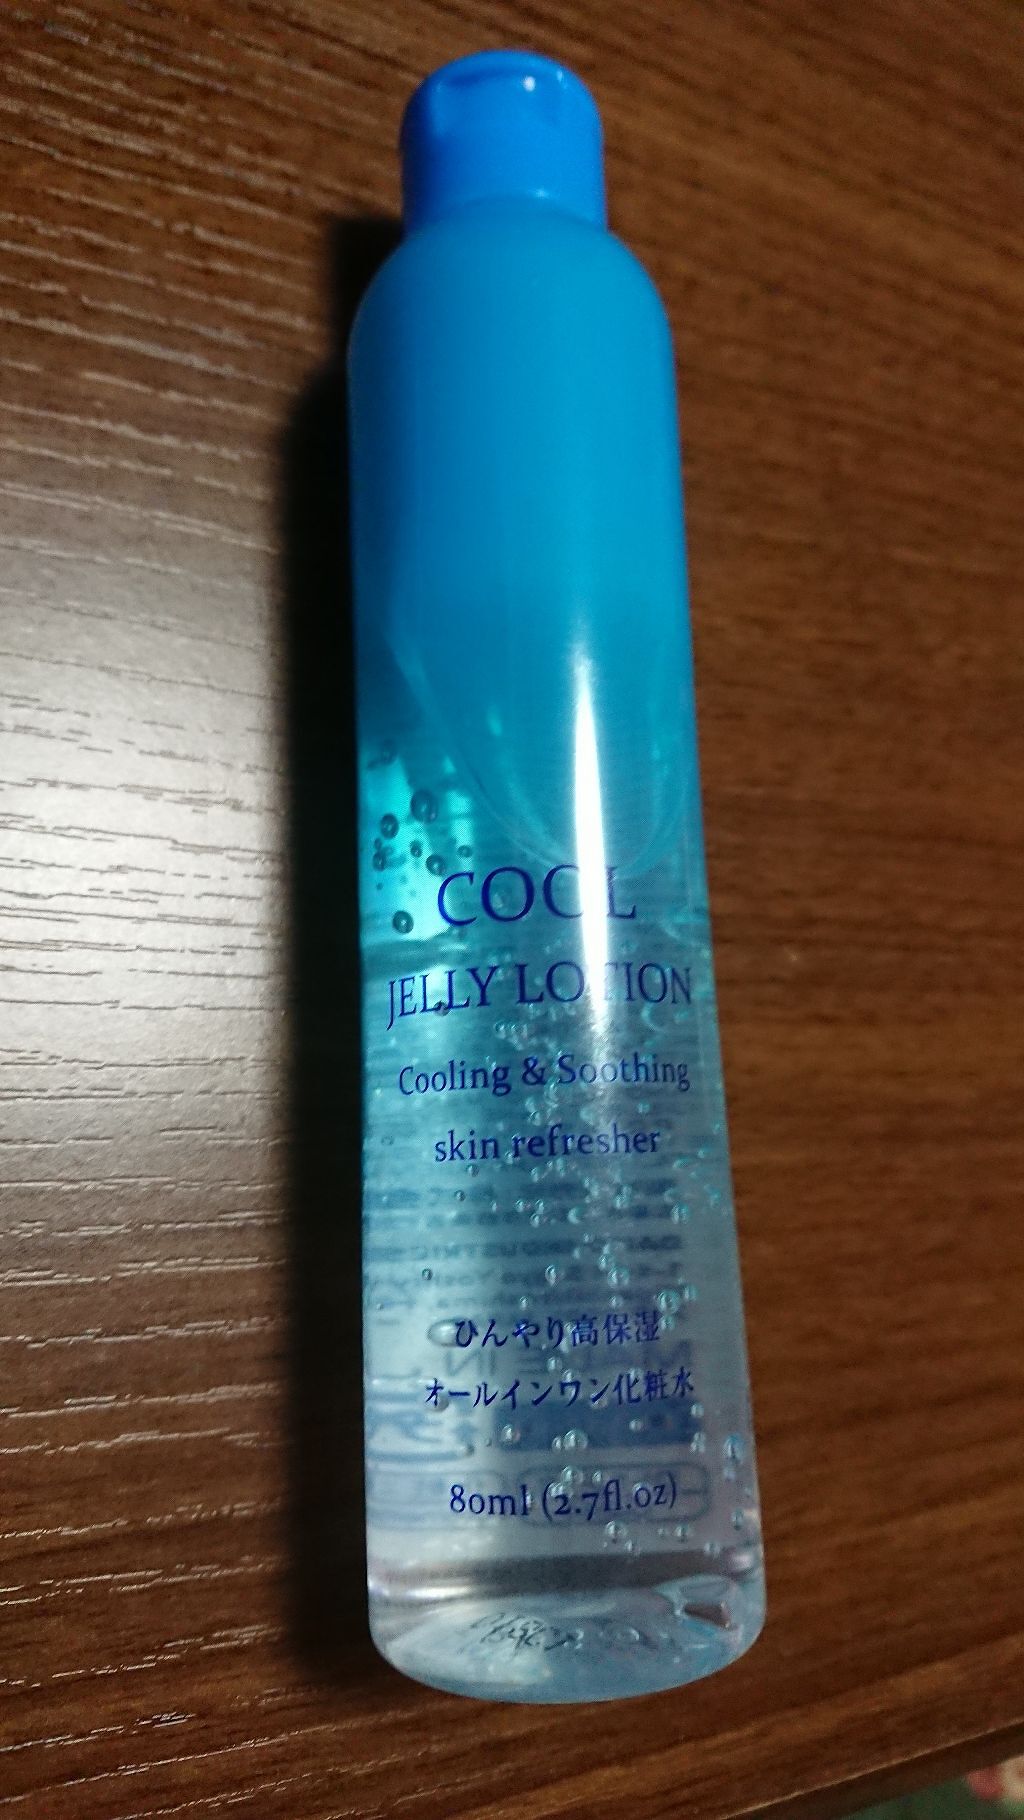 COOL
JELLY LOTION
Cooling & Soothing
skin refresher
ひんやり高保湿
オールインワン化粧水
80ml (2.7fl.oz)